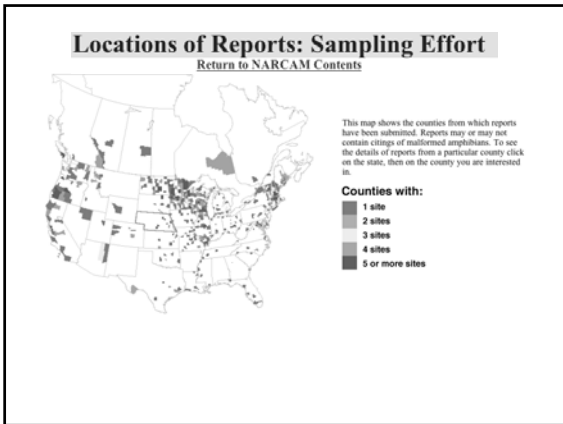 Locations of Reports: Sampling Effort
Return to NARCAM Contents
This map shows the counties from which reports
have been submitted. Reports may or may not
contain citings of malformed amphibians. To see
the details of reports from a particular county click
on the state, then on the county you are interested
in.
Counties with:
1 site
2 sites
3 sites
4 sites
5 or more sites